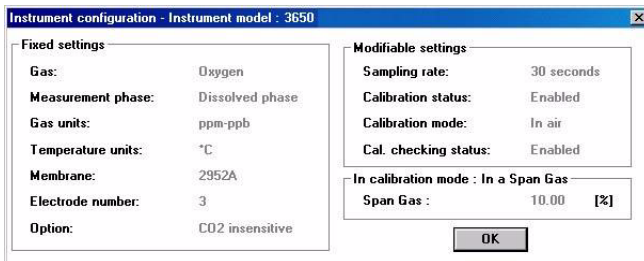 Instrument configuration - Instrument model : 3650
Fixed settings
Gas: Oxygen
Measurement phase: Dissolved phase
Gas units: ppm-ppb
Temperature units: °C
Membrane: 2952A
Electrode number: 3
Option: CO2 insensitive
Modifiable settings
Sampling rate: 30 seconds
Calibration status: Enabled
Calibration mode: In air
Cal. checking status: Enabled
In calibration mode : In a Span Gas
Span Gas : 10.00 [%]
OK